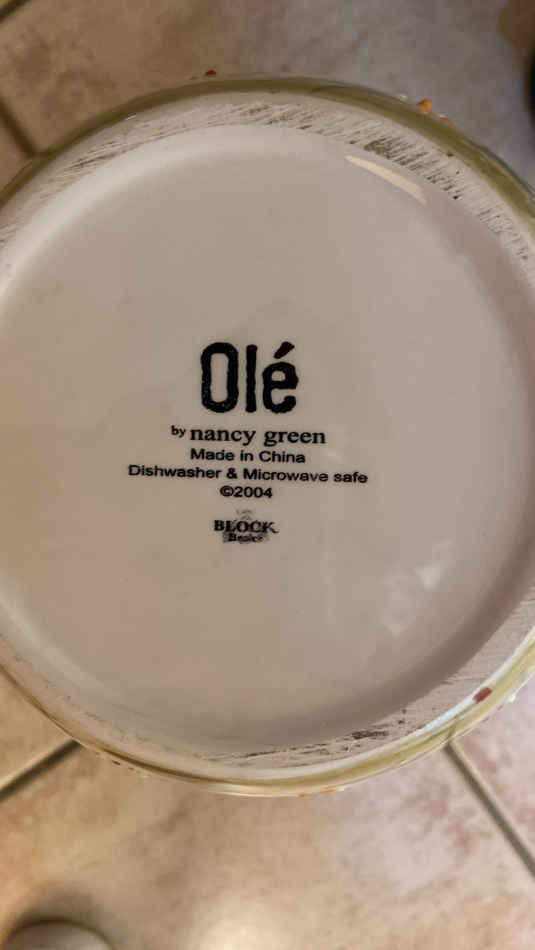 Olé
by nancy green
Made in China
Dishwasher & Microwave safe
©2004
BLOCK
Basics